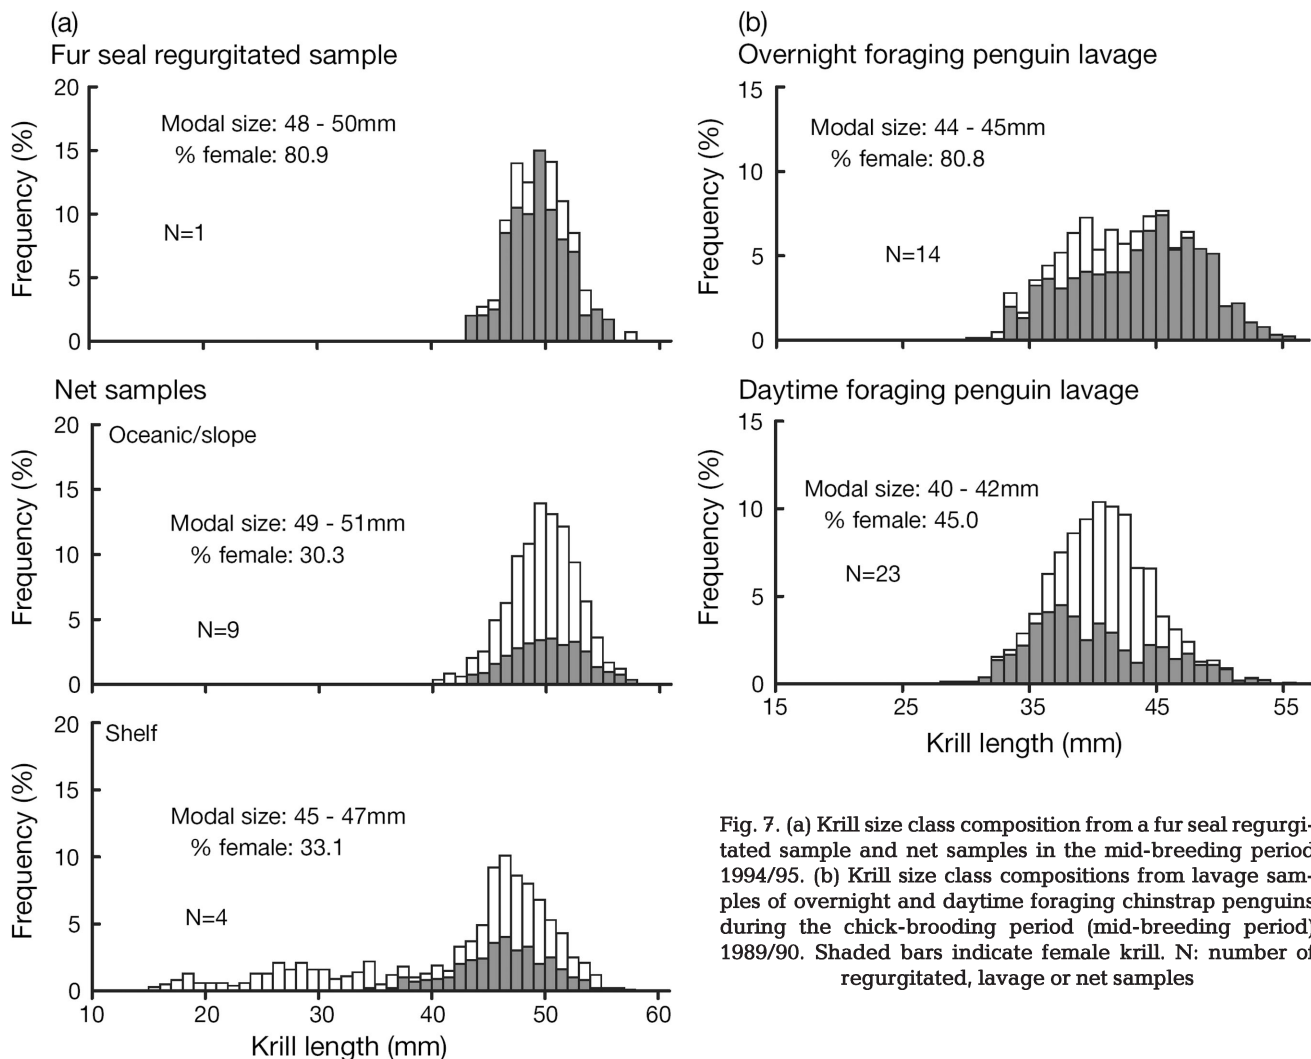 (a)
Fur seal regurgitated sample
20
15
10
5
0
Frequency (%)
Modal size: 48 - 50mm
% female: 80.9
N=1
Net samples
Oceanic/slope
20
15
10
5
0
Frequency (%)
Modal size: 49 - 51mm
% female: 30.3
N=9
Shelf
20
15
10
5
0
Frequency (%)
Modal size: 45 - 47mm
% female: 33.1
N=4
10 20 30 40 50 60
Krill length (mm)
(b)
Overnight foraging penguin lavage
15
10
5
0
Frequency (%)
Modal size: 44 - 45mm
% female: 80.8
N=14
Daytime foraging penguin lavage
15
10
5
0
Frequency (%)
Modal size: 40 - 42mm
% female: 45.0
N=23
15 25 35 45 55
Krill length (mm)
Fig. 7. (a) Krill size class composition from a fur seal regurgi-
tated sample and net samples in the mid-breeding period
1994/95. (b) Krill size class compositions from lavage sam-
ples of overnight and daytime foraging chinstrap penguins
during the chick-brooding period (mid-breeding period)
1989/90. Shaded bars indicate female krill. N: number of
regurgitated, lavage or net samples